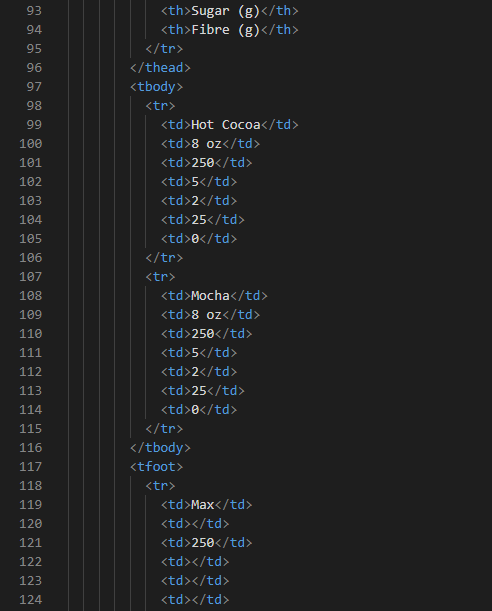 93 <th>Sugar (g)</th>
94 <th>Fibre (g)</th>
95 </tr>
96 </thead>
97 <tbody>
98 <tr>
99 <td>Hot Cocoa</td>
100 <td>8 oz</td>
101 <td>250</td>
102 <td>5</td>
103 <td>2</td>
104 <td>25</td>
105 <td>0</td>
106 </tr>
107 <tr>
108 <td>Mocha</td>
109 <td>8 oz</td>
110 <td>250</td>
111 <td>5</td>
112 <td>2</td>
113 <td>25</td>
114 <td>0</td>
115 </tr>
116 </tbody>
117 <tfoot>
118 <tr>
119 <td>Max</td>
120 <td></td>
121 <td>250</td>
122 <td></td>
123 <td></td>
124 <td></td>